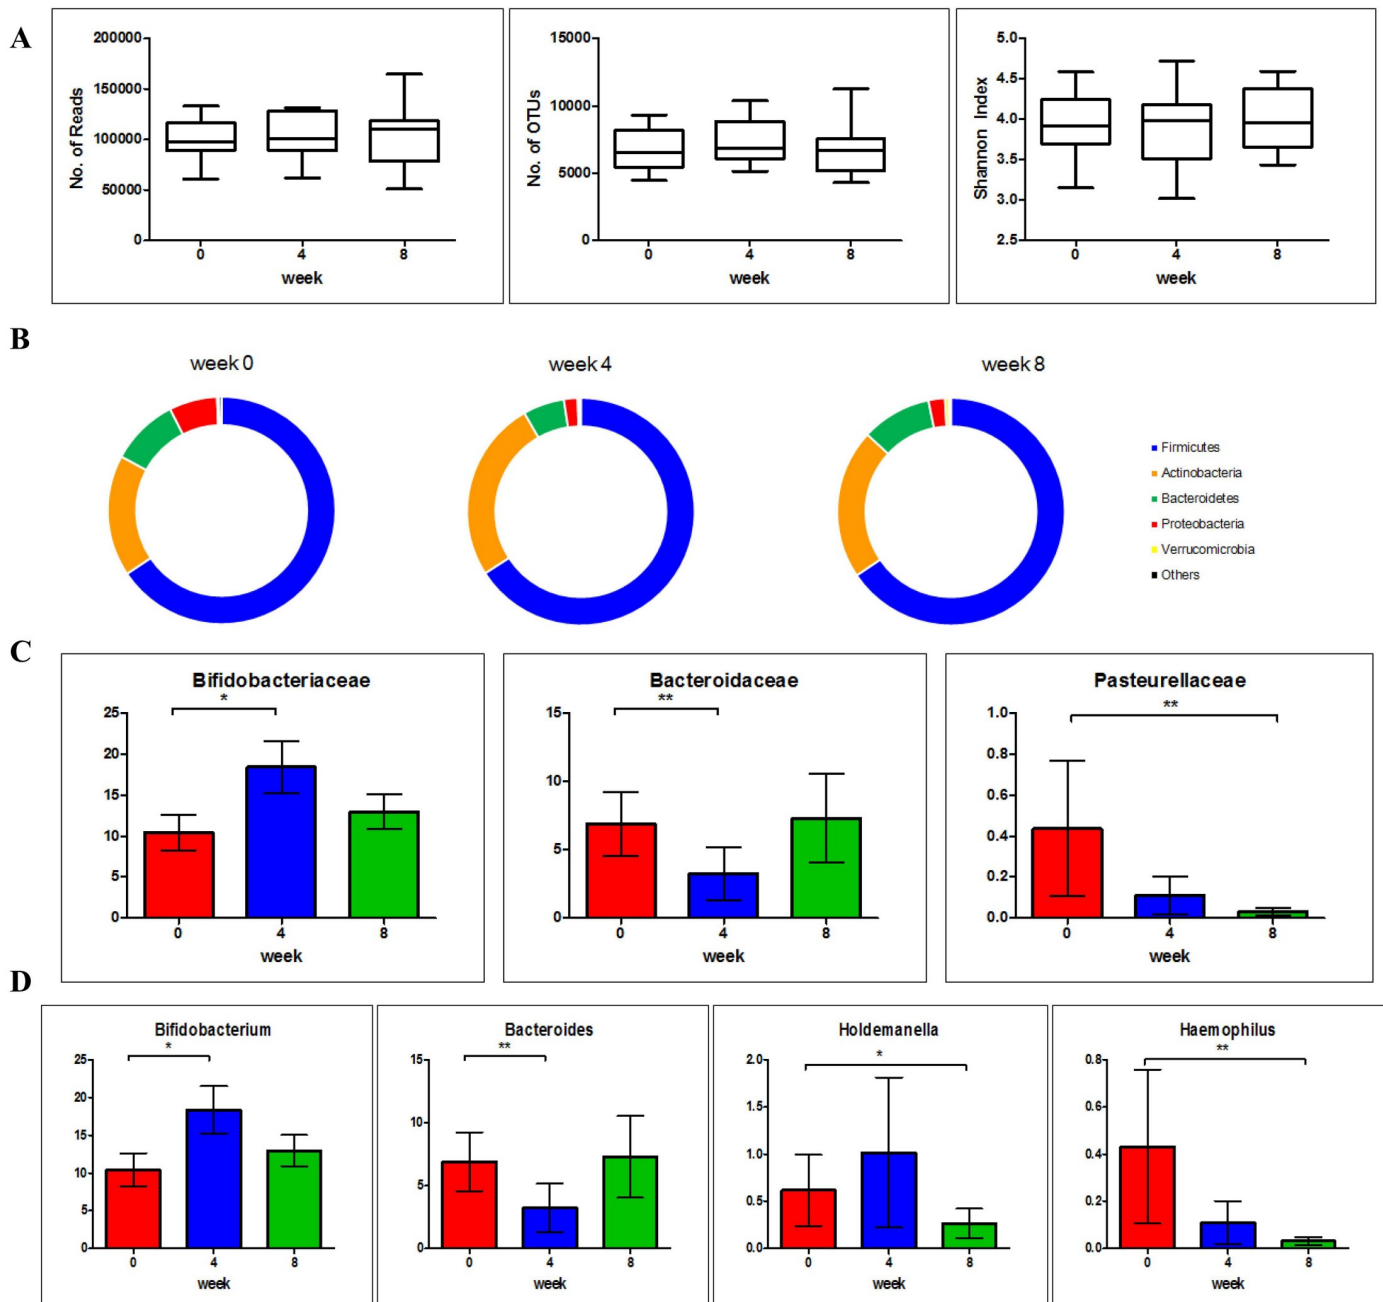 A
No. of Reads
200000
150000
100000
50000
0
0 4 8
week
No. of OTUs
15000
10000
5000
0
0 4 8
week
Shannon Index
5.0
4.5
4.0
3.5
3.0
2.5
0 4 8
week
B
week 0
week 4
week 8
Firmicutes
Actinobacteria
Bacteroidetes
Proteobacteria
Verrucomicrobia
Others
C
Bifidobacteriaceae
*
25
20
15
10
5
0
0 4 8
week
Bacteroidaceae
**
15
10
5
0
0 4 8
week
Pasteurellaceae
**
1.0
0.8
0.6
0.4
0.2
0.0
0 4 8
week
D
Bifidobacterium
*
25
20
15
10
5
0
0 4 8
week
Bacteroides
**
15
10
5
0
0 4 8
week
Holdemanella
*
2.0
1.5
1.0
0.5
0.0
0 4 8
week
Haemophilus
**
0.8
0.6
0.4
0.2
0.0
0 4 8
week